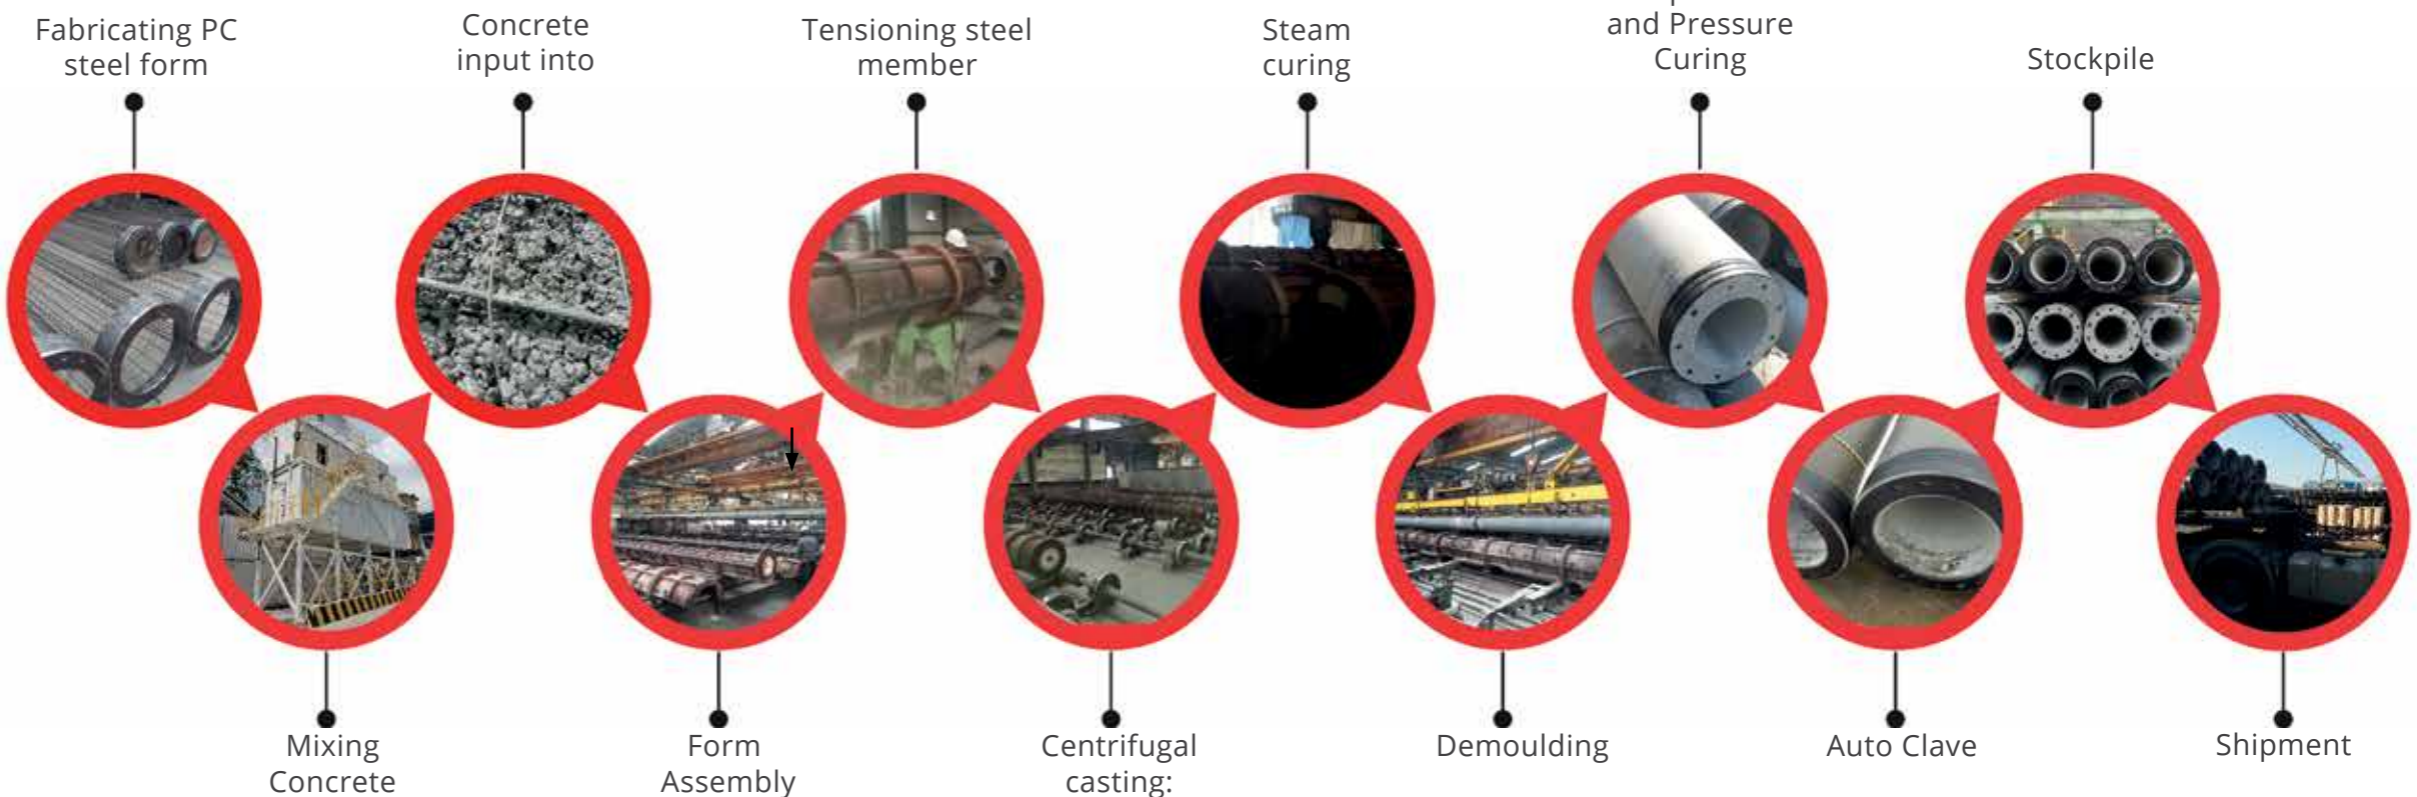 Fabricating PC
steel form
Mixing
Concrete
Concrete
input into
Form
Assembly
Tensioning steel
member
Centrifugal
casting:
Steam
curing
Demoulding
and Pressure
Curing
Auto Clave
Stockpile
Shipment